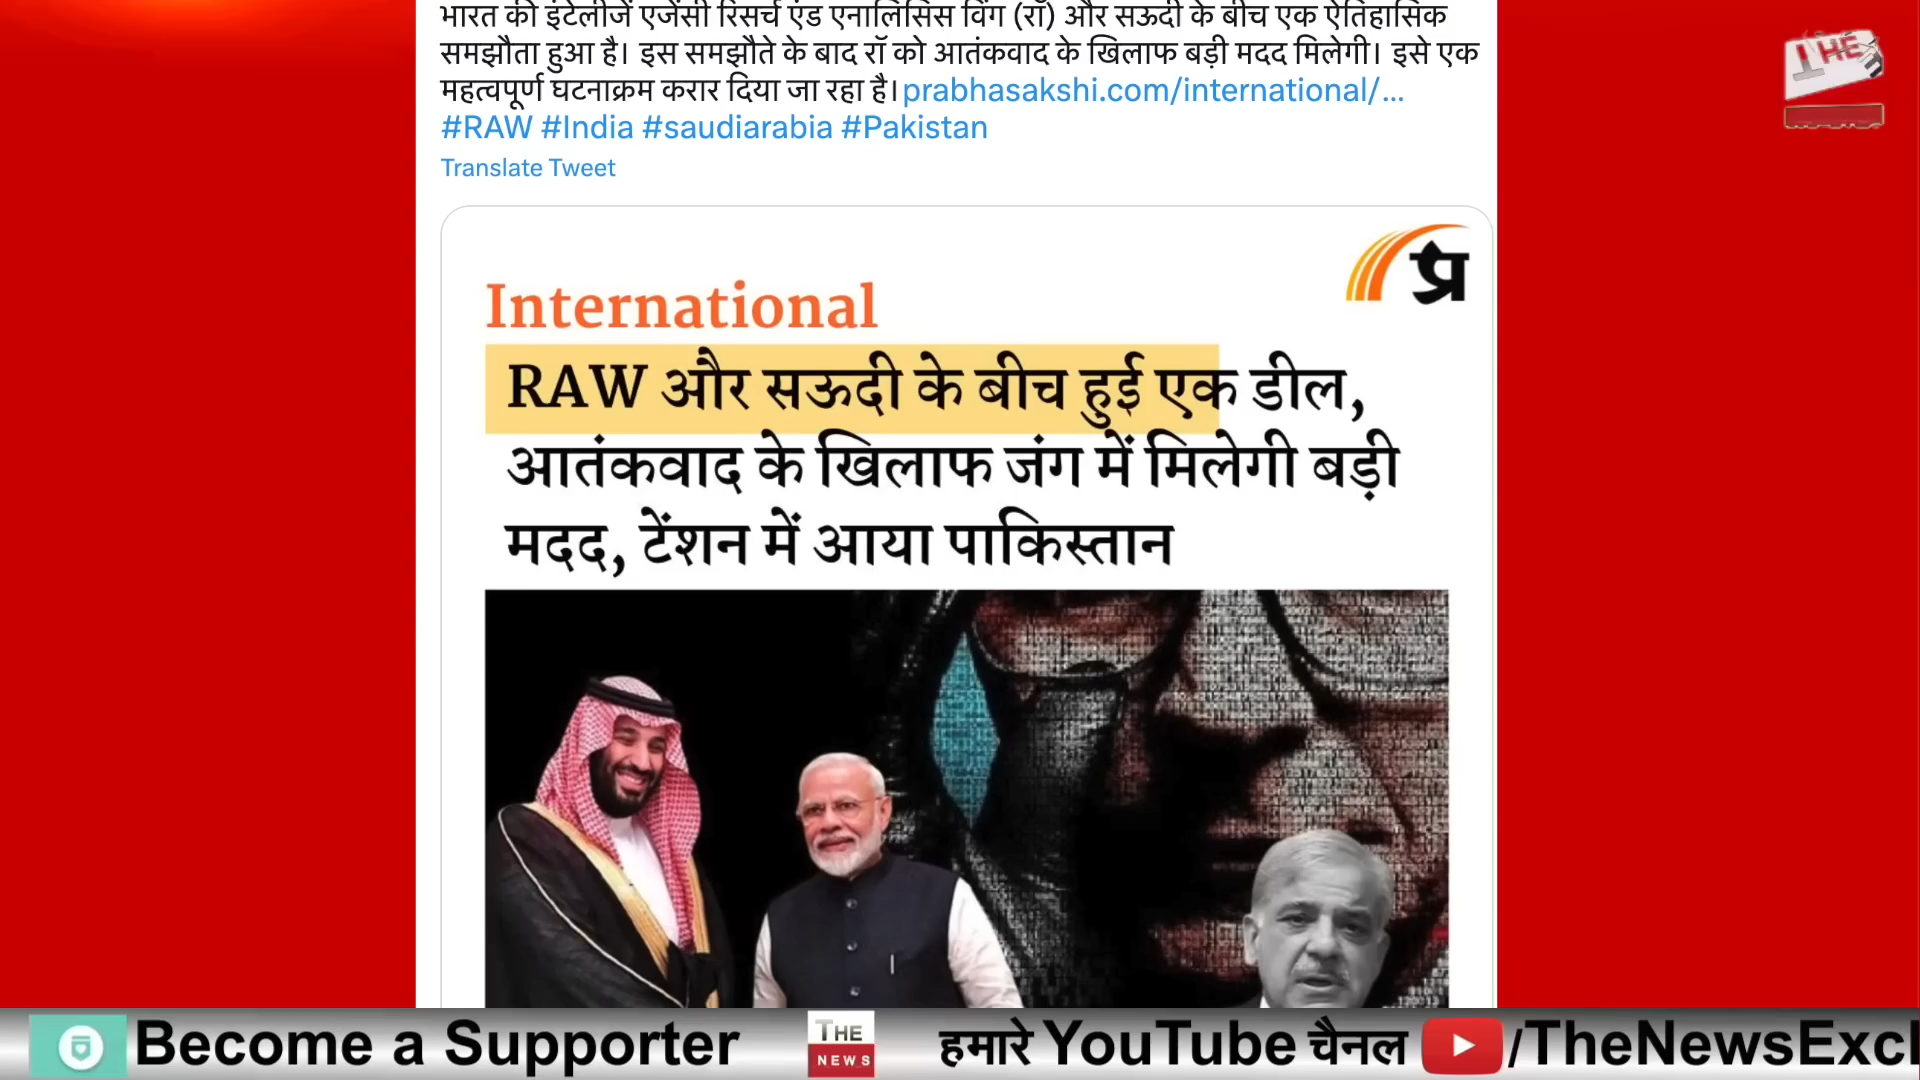 भारत की इंटेलीजें एजेंसी रिसर्च एंड एनालिसिस विंग (रॉ) और सऊदी के बीच एक ऐतिहासिक
समझौता हुआ है। इस समझौते के बाद रॉ को आतंकवाद के खिलाफ बड़ी मदद मिलेगी। इसे एक
महत्वपूर्ण घटनाक्रम करार दिया जा रहा है।prabhasakshi.com/international/...
#RAW #India #saudiarabia #Pakistan
Translate Tweet
THE
प्र
International
RAW और सऊदी के बीच हुई एक डील,
आतंकवाद के खिलाफ जंग में मिलेगी बड़ी
मदद, टेंशन में आया पाकिस्तान
Become a Supporter
THE
NEWS
हमारे YouTube चैनल /TheNewsExcl